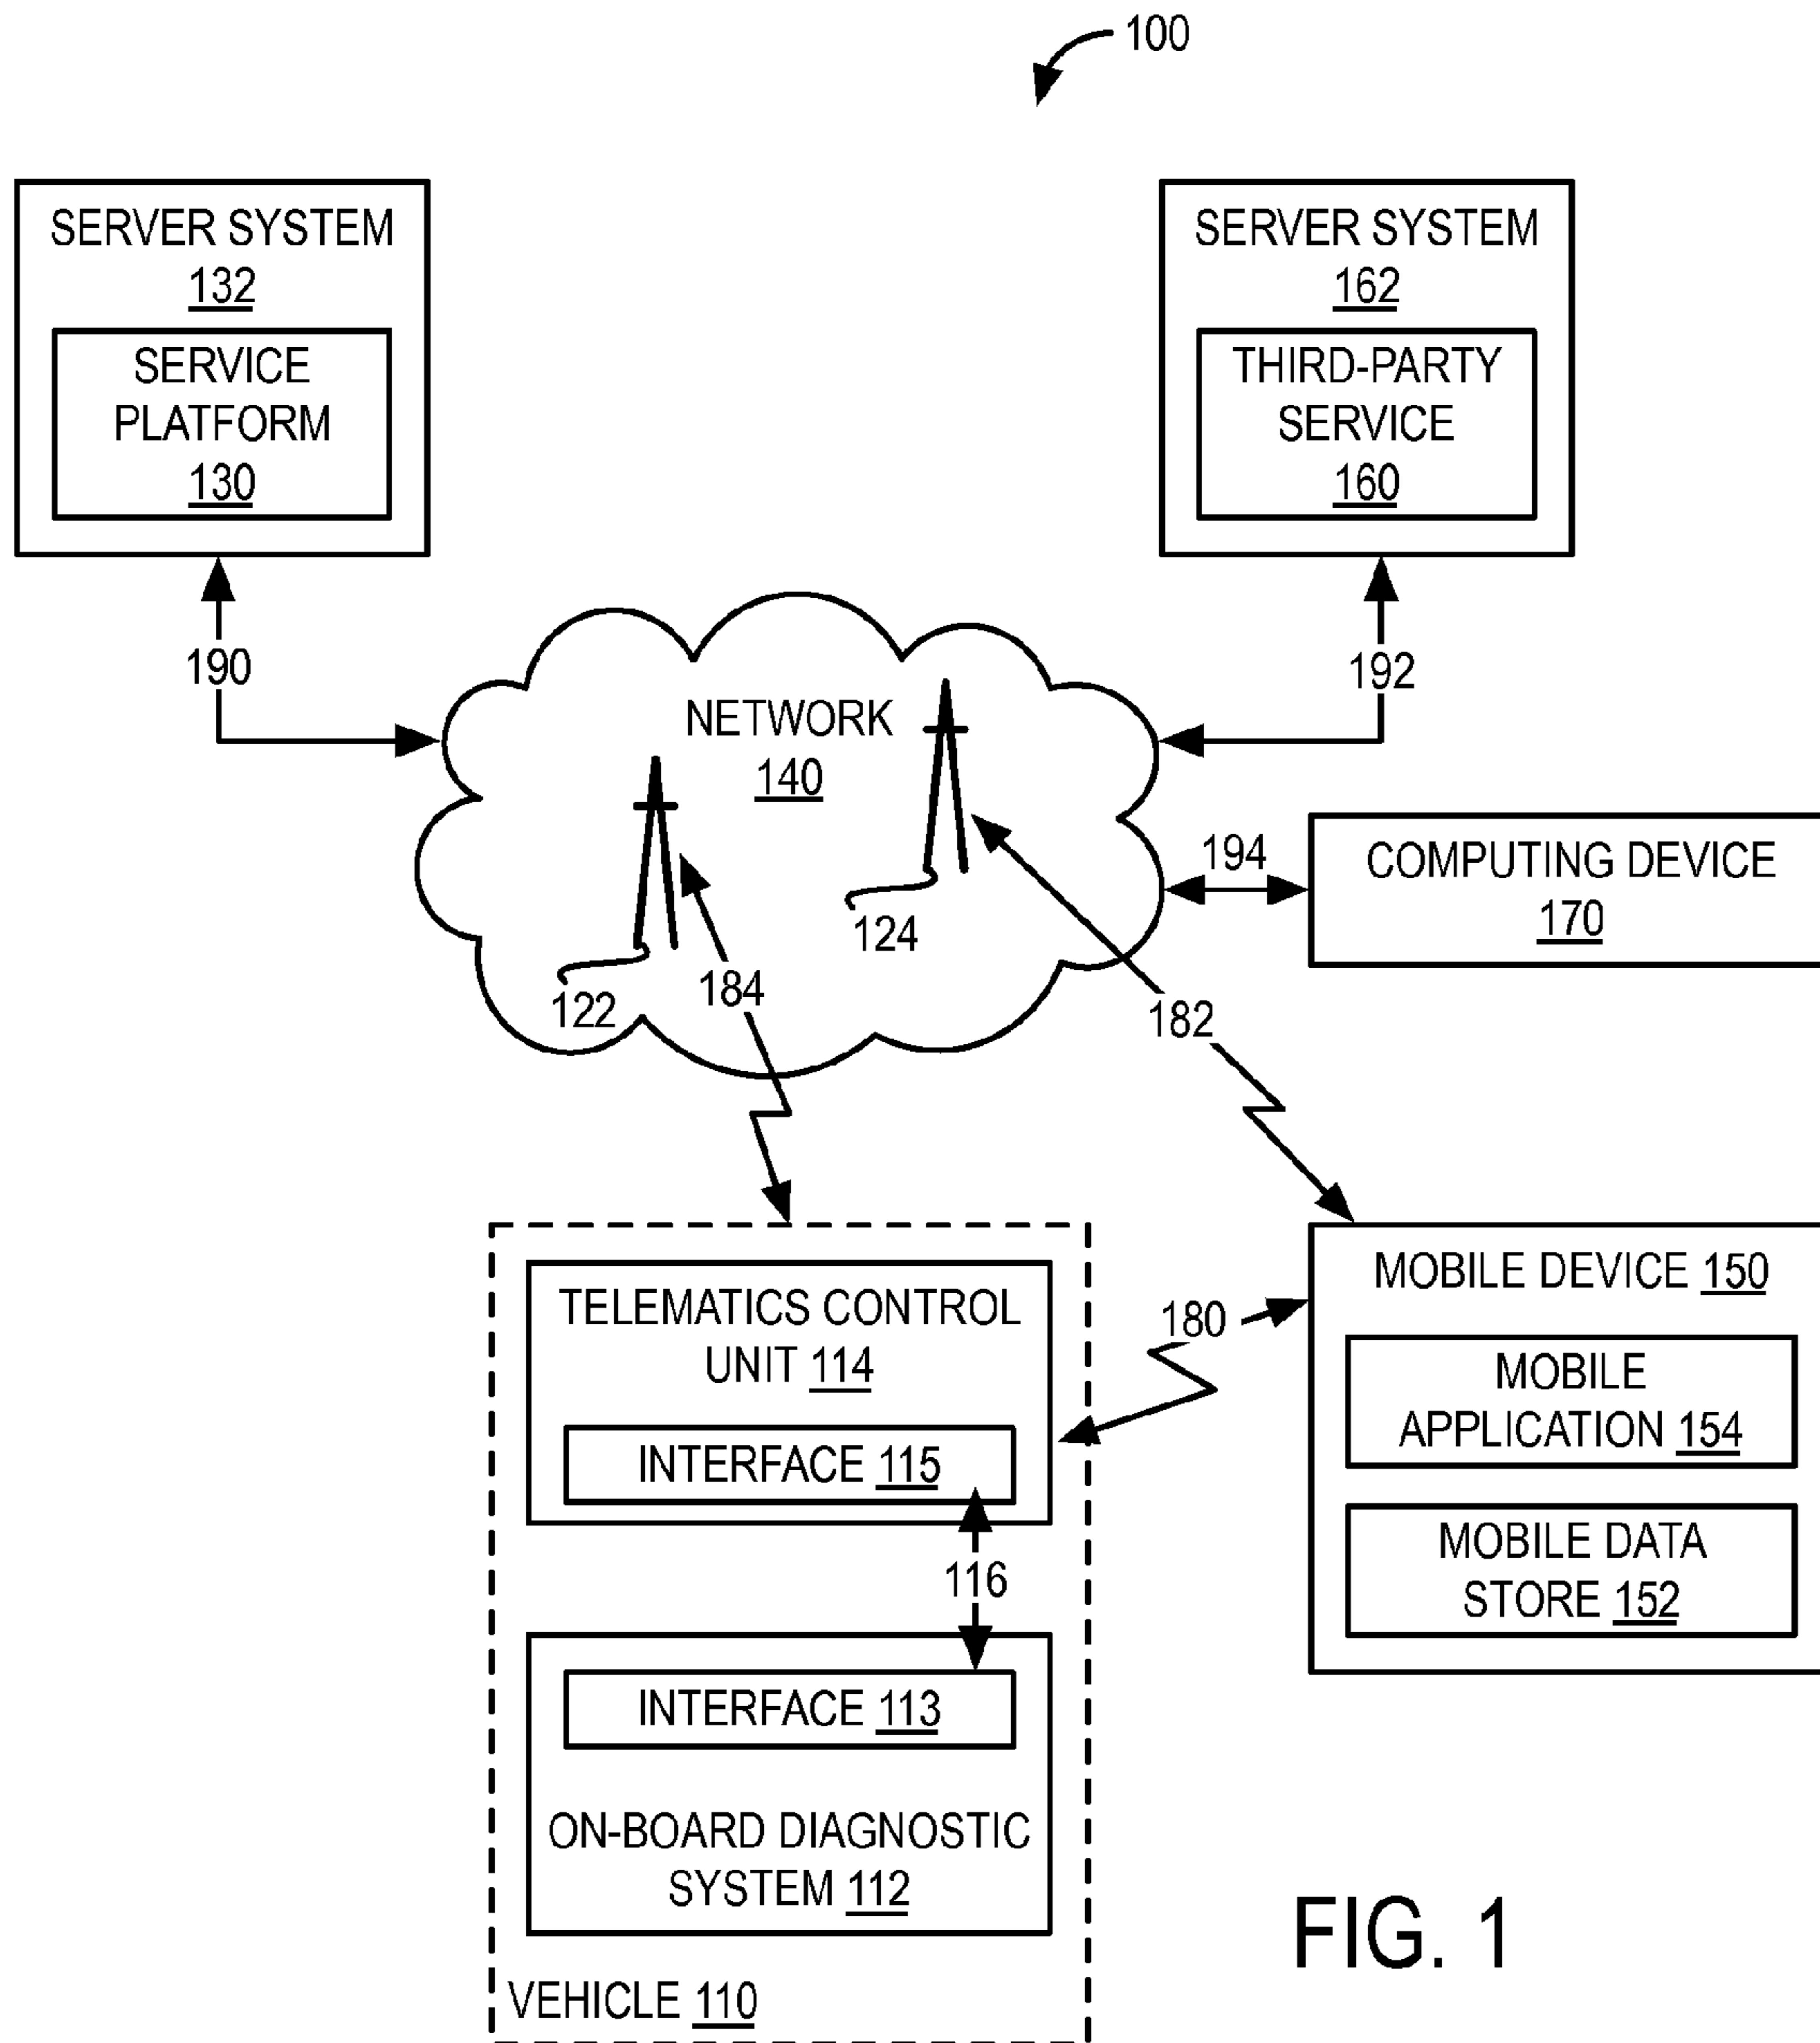 100
SERVER SYSTEM
132
SERVICE
PLATFORM
130
SERVER SYSTEM
162
THIRD-PARTY
SERVICE
160
190
192
NETWORK
140
122
124
184
182
194
COMPUTING DEVICE
170
TELEMATICS CONTROL
UNIT 114
INTERFACE 115
116
INTERFACE 113
ON-BOARD DIAGNOSTIC
SYSTEM 112
VEHICLE 110
180
MOBILE DEVICE 150
MOBILE
APPLICATION 154
MOBILE DATA
STORE 152
FIG. 1